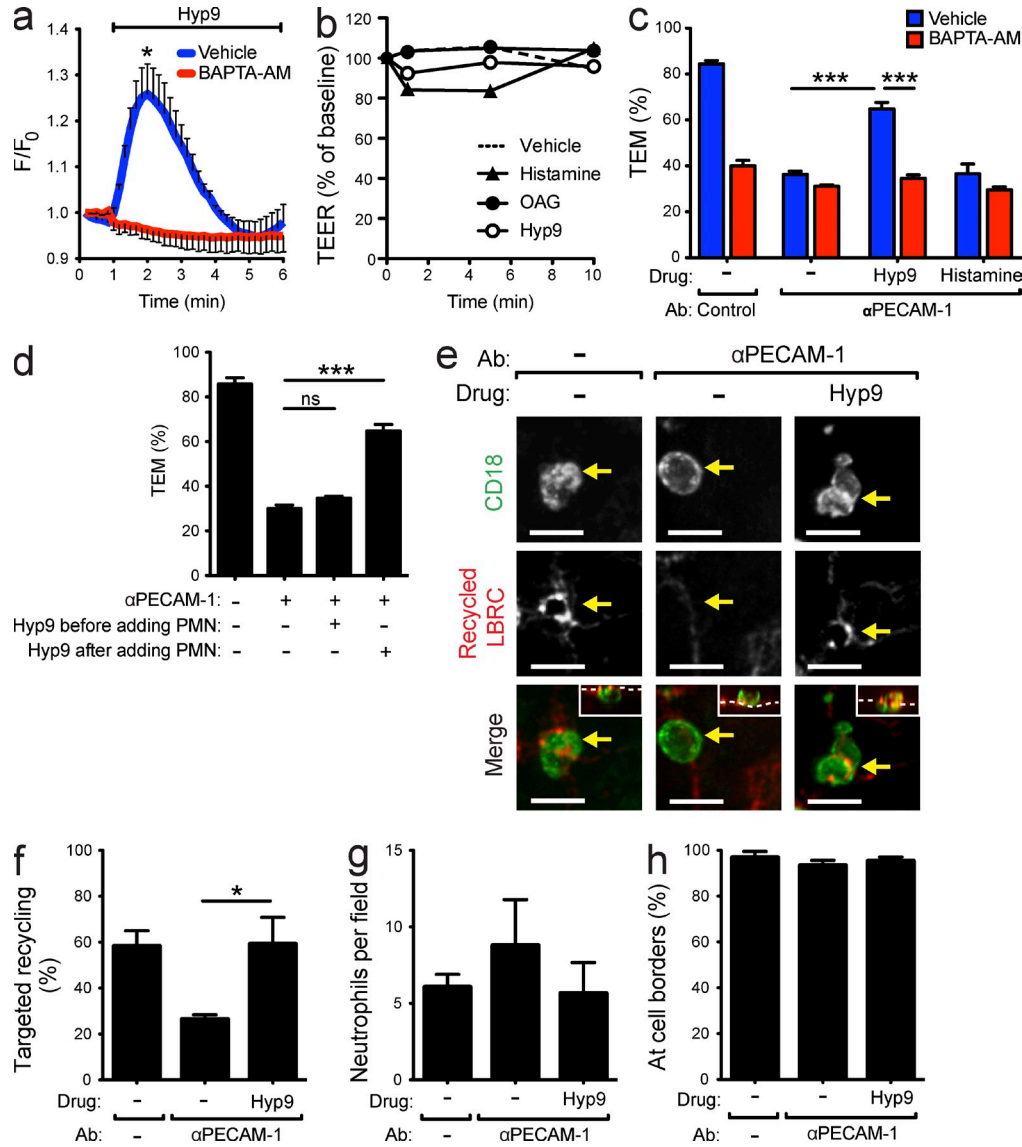 a
Hyp9
1.4
1.3
1.2
1.1
1.0
0.9
F/F0
*
Vehicle
BAPTA-AM
0 1 2 3 4 5 6
Time (min)
b
120
100
80
60
40
20
0
TEER (% of baseline)
Vehicle
Histamine
OAG
Hyp9
0 2 4 6 8 10
Time (min)
c
Vehicle
BAPTA-AM
100
80
60
40
20
0
TEM (%)
*** ***
Drug: – – Hyp9 Histamine
Ab: Control αPECAM-1
d
100
80
60
40
20
0
TEM (%)
***
ns
αPECAM-1: – + + +
Hyp9 before adding PMN: – – + –
Hyp9 after adding PMN: – – – +
e
Ab: – αPECAM-1
Drug: – – Hyp9
CD18
Recycled
LBRC
Merge
f
100
80
60
40
20
0
Targeted recycling
(%)
*
Drug: – – Hyp9
Ab: – αPECAM-1
g
15
10
5
0
Neutrophils per field
Drug: – – Hyp9
Ab: – αPECAM-1
h
100
80
60
40
20
0
At cell borders (%)
Drug: – – Hyp9
Ab: – αPECAM-1